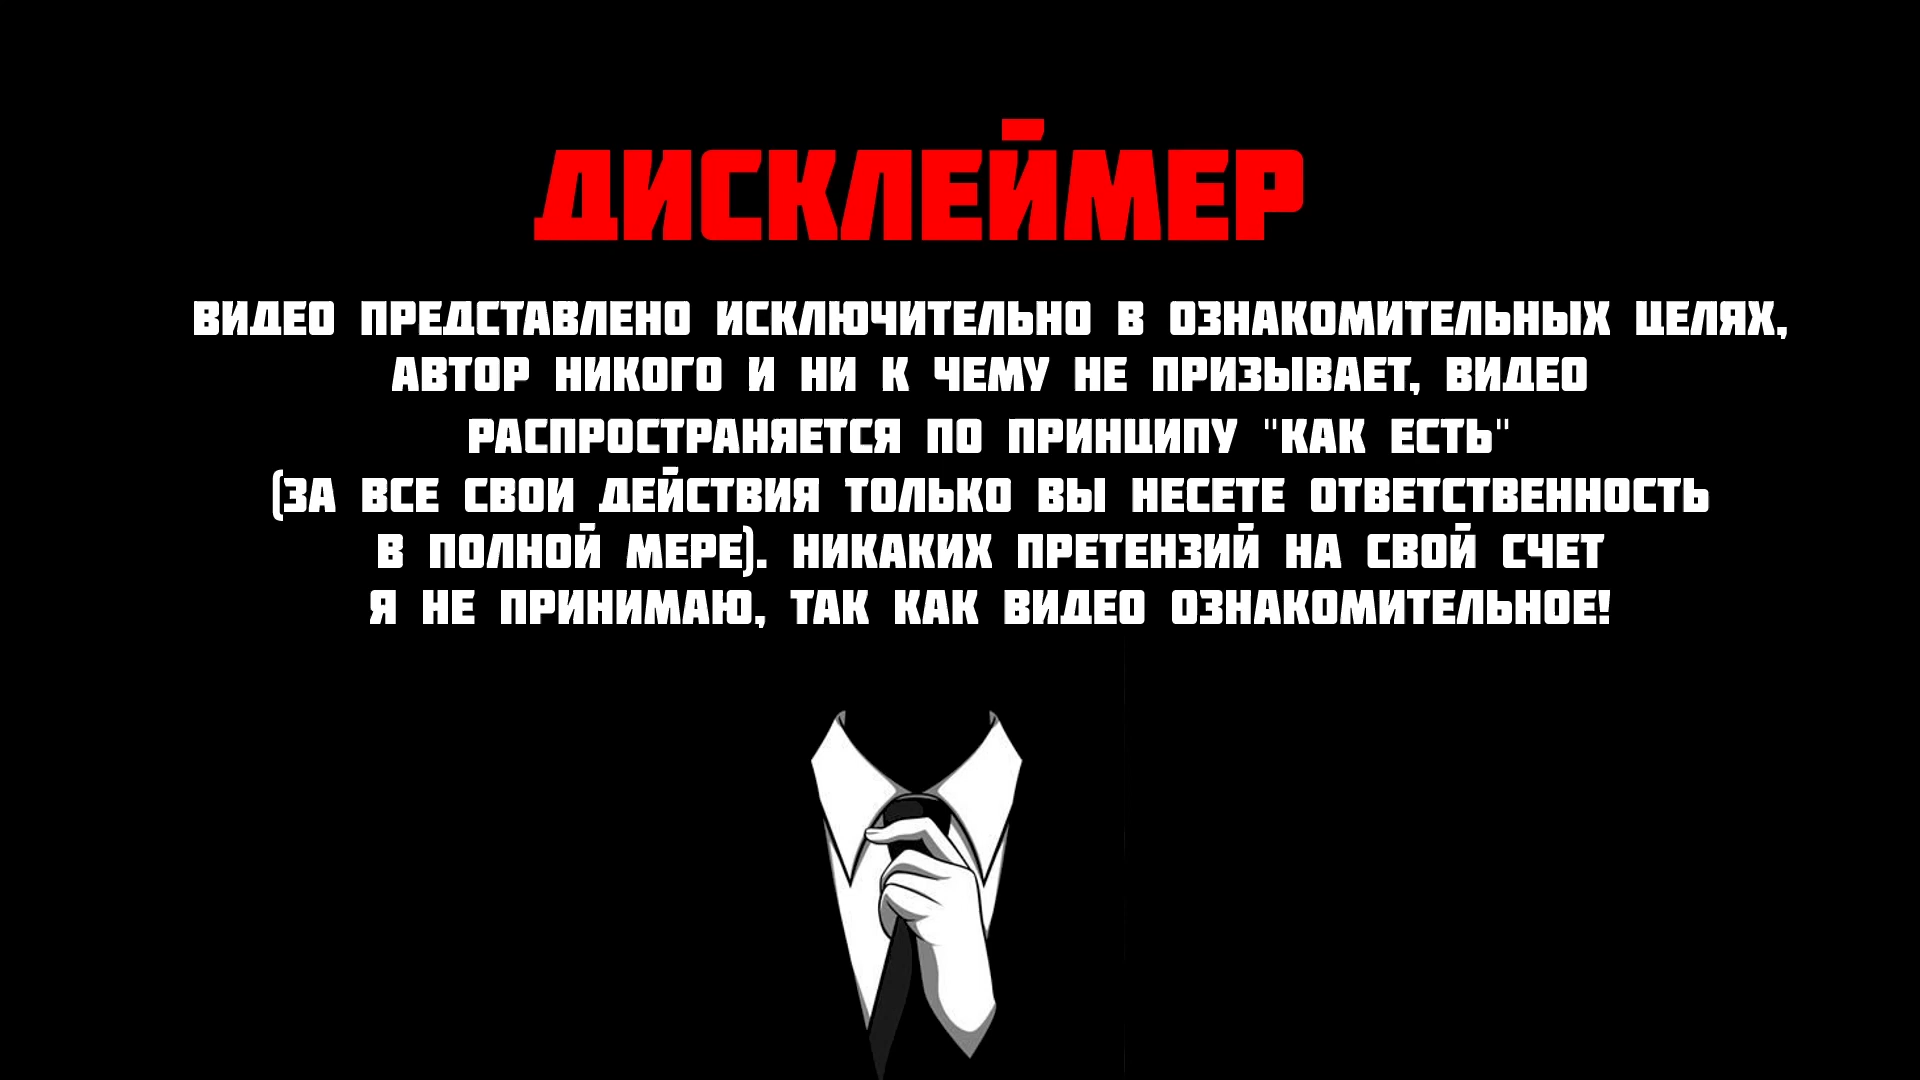 ДИСКЛЕЙМЕР
ВИДЕО ПРЕДСТАВЛЕНО ИСКЛЮЧИТЕЛЬНО В ОЗНАКОМИТЕЛЬНЫХ ЦЕЛЯХ,
АВТОР НИКОГО И НИ К ЧЕМУ НЕ ПРИЗЫВАЕТ, ВИДЕО
РАСПРОСТРАНЯЕТСЯ ПО ПРИНЦИПУ "КАК ЕСТЬ"
(ЗА ВСЕ СВОИ ДЕЙСТВИЯ ТОЛЬКО ВЫ НЕСЕТЕ ОТВЕТСТВЕННОСТЬ
В ПОЛНОЙ МЕРЕ). НИКАКИХ ПРЕТЕНЗИЙ НА СВОЙ СЧЕТ
Я НЕ ПРИНИМАЮ, ТАК КАК ВИДЕО ОЗНАКОМИТЕЛЬНОЕ!